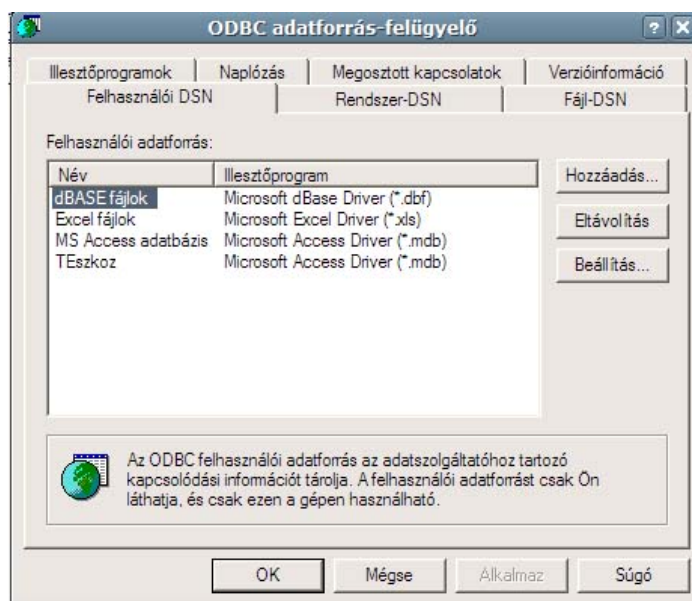 ODBC adatforrás-felügyelő
Illesztőprogramok Naplózás Megosztott kapcsolatok Verzióinformáció
Felhasználói DSN Rendszer-DSN Fájl-DSN
Felhasználói adatforrás:
Név Illesztőprogram
dBASE fájlok Microsoft dBase Driver (*.dbf)
Excel fájlok Microsoft Excel Driver (*.xls)
MS Access adatbázis Microsoft Access Driver (*.mdb)
TEszkoz Microsoft Access Driver (*.mdb)
Hozzáadás...
Eltávolítás
Beállítás...
Az ODBC felhasználói adatforrás az adatszolgáltatóhoz tartozó
kapcsolódási információt tárolja. A felhasználói adatforrást csak Ön
láthatja, és csak ezen a gépen használható.
OK Mégse Alkalmaz Súgó